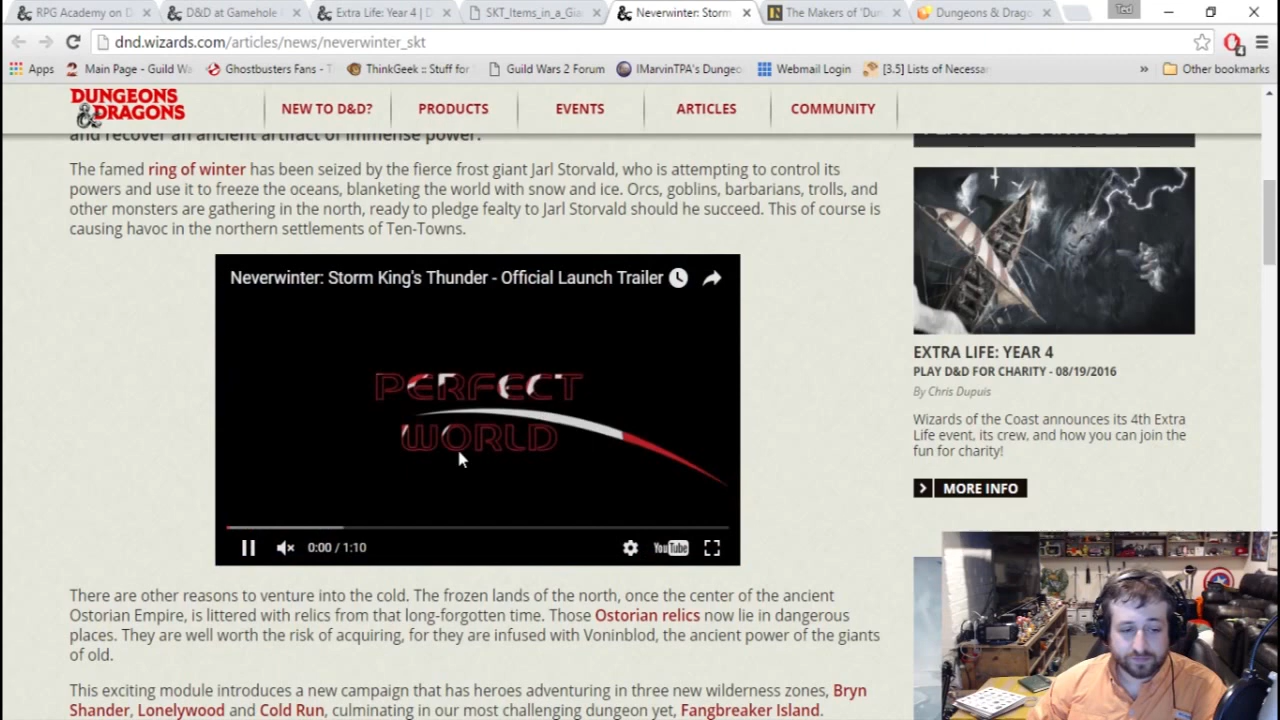 RPG Academy on D
D&D at Gamehole
Extra Life: Year 4 | D
SKT_Items_in_a_Gia
Neverwinter: Storm
The Makers of 'Dun
Dungeons & Drago
Ted
dnd.wizards.com/articles/news/neverwinter_skt
Apps
Main Page - Guild Wa
Ghostbusters Fans - T
ThinkGeek :: Stuff for
Guild Wars 2 Forum
IMarvinTPA's Dungeo
Webmail Login
[3.5] Lists of Necessa
»
Other bookmarks
DUNGEONS & DRAGONS
NEW TO D&D?
PRODUCTS
EVENTS
ARTICLES
COMMUNITY
and recover an ancient artifact of immense power.
The famed ring of winter has been seized by the fierce frost giant Jarl Storvald, who is attempting to control its
powers and use it to freeze the oceans, blanketing the world with snow and ice. Orcs, goblins, barbarians, trolls, and
other monsters are gathering in the north, ready to pledge fealty to Jarl Storvald should he succeed. This of course is
causing havoc in the northern settlements of Ten-Towns.
Neverwinter: Storm King's Thunder - Official Launch Trailer
PERFECT
WORLD
0:00 / 1:10
YouTube
There are other reasons to venture into the cold. The frozen lands of the north, once the center of the ancient
Ostorian Empire, is littered with relics from that long-forgotten time. Those Ostorian relics now lie in dangerous
places. They are well worth the risk of acquiring, for they are infused with Voninblod, the ancient power of the giants
of old.
This exciting module introduces a new campaign that has heroes adventuring in three new wilderness zones, Bryn
Shander, Lonelywood and Cold Run, culminating in our most challenging dungeon yet, Fangbreaker Island.
EXTRA LIFE: YEAR 4
PLAY D&D FOR CHARITY - 08/19/2016
By Chris Dupuis
Wizards of the Coast announces its 4th Extra
Life event, its crew, and how you can join the
fun for charity!
MORE INFO